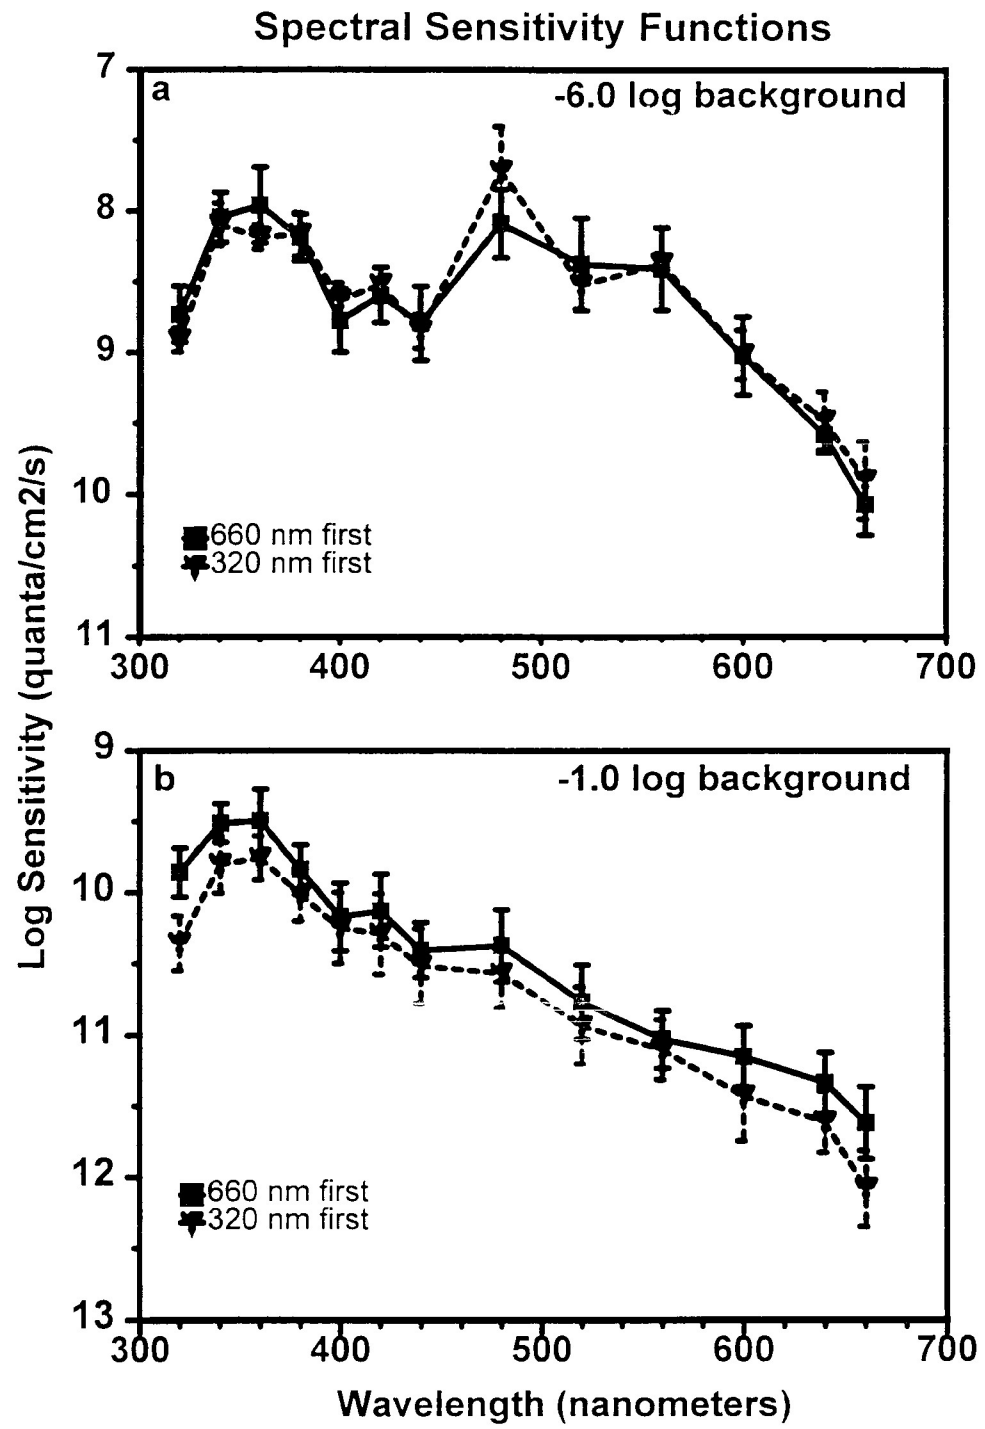 Spectral Sensitivity Functions
a
-6.0 log background
7
8
9
10
11
660 nm first
320 nm first
300 400 500 600 700
Log Sensitivity (quanta/cm2/s)
b
-1.0 log background
9
10
11
12
13
660 nm first
320 nm first
300 400 500 600 700
Wavelength (nanometers)